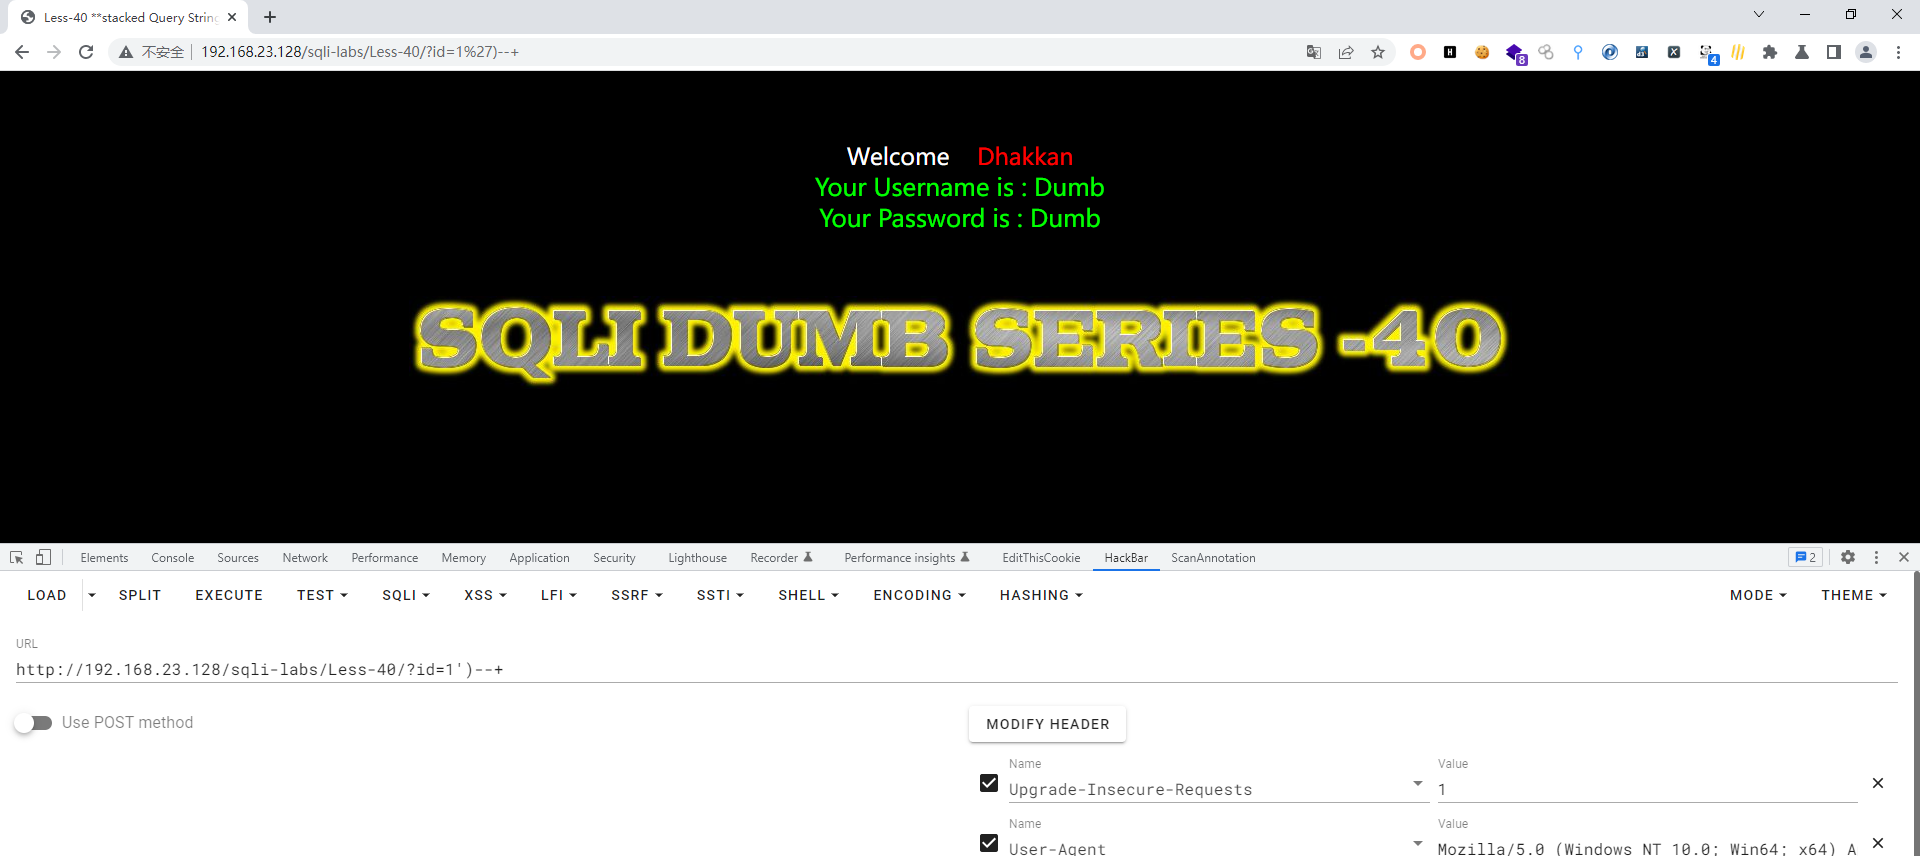 Less-40 **stacked Query String
不安全 192.168.23.128/sqli-labs/Less-40/?id=1%27)--+
8
4
Welcome Dhakkan
Your Username is : Dumb
Your Password is : Dumb
SQLI DUMB SERIES -40
Elements Console Sources Network Performance Memory Application Security Lighthouse Recorder Performance insights EditThisCookie HackBar ScanAnnotation 2
LOAD SPLIT EXECUTE TEST SQLI XSS LFI SSRF SSTI SHELL ENCODING HASHING MODE THEME
URL
http://192.168.23.128/sqli-labs/Less-40/?id=1')--+
Use POST method
MODIFY HEADER
Name Value
Upgrade-Insecure-Requests 1
Name Value
User-Agent Mozilla/5.0 (Windows NT 10.0; Win64; x64) A